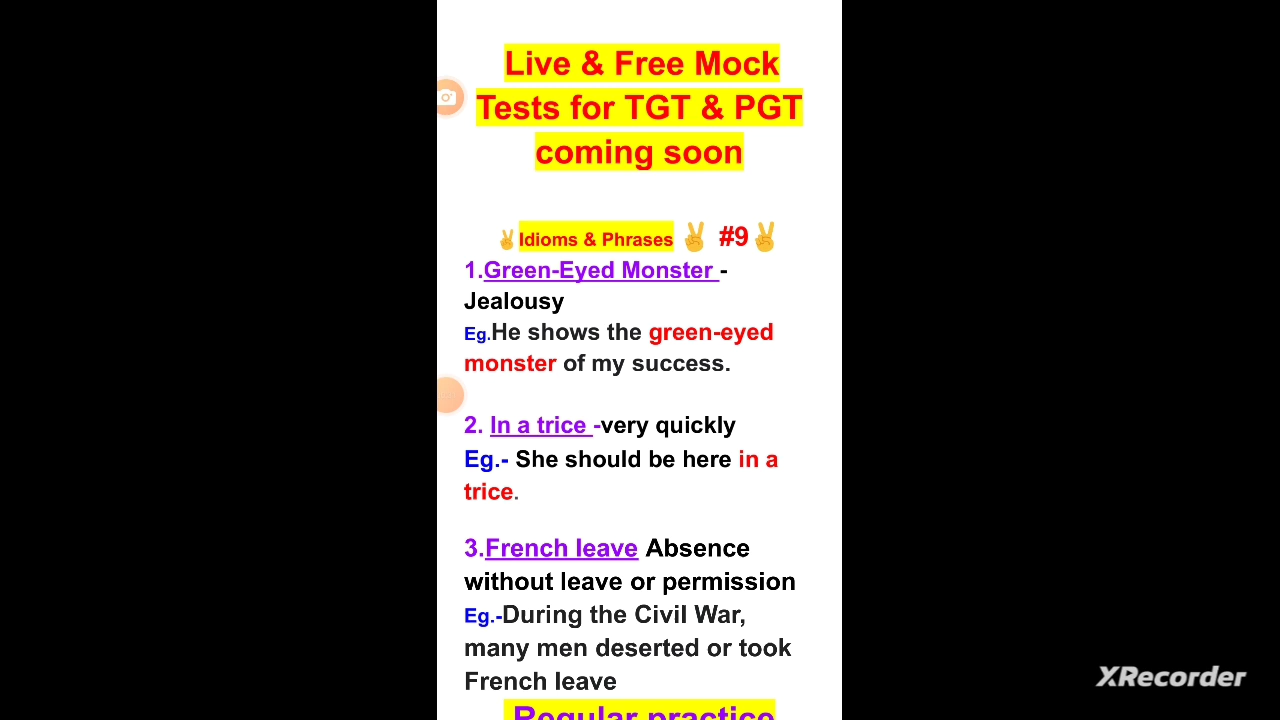 Live & Free Mock
Tests for TGT & PGT
coming soon
✌Idioms & Phrases ✌ #9✌
1.Green-Eyed Monster -
Jealousy
Eg.He shows the green-eyed
monster of my success.
2. In a trice -very quickly
Eg.- She should be here in a
trice.
3.French leave Absence
without leave or permission
Eg.-During the Civil War,
many men deserted or took
French leave
Regular practice
XRecorder